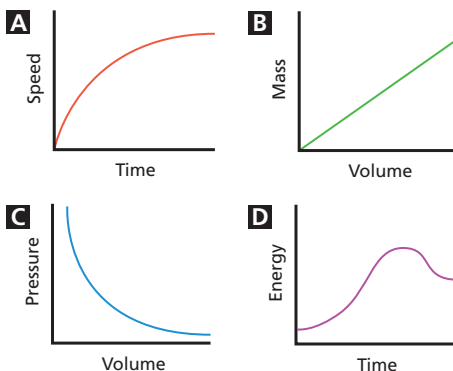 A
Speed
Time
B
Mass
Volume
C
Pressure
Volume
D
Energy
Time